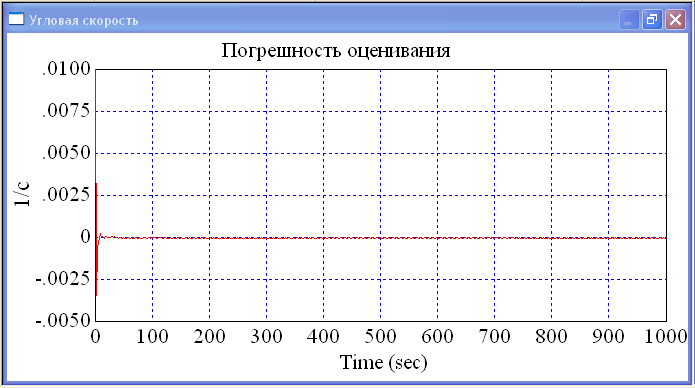 Угловая скорость
Погрешность оценивания
.0100
.0075
.0050
.0025
0
-.0025
-.0050
1/c
0 100 200 300 400 500 600 700 800 900 1000
Time (sec)